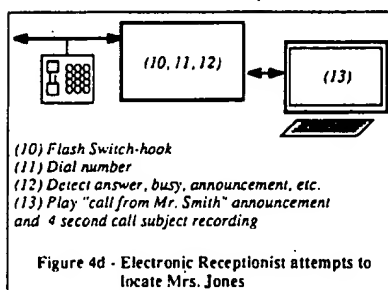 (10, 11, 12)
(13)
(10) Flash Switch-hook
(11) Dial number
(12) Detect answer, busy, announcement, etc.
(13) Play "call from Mr. Smith" announcement
and 4 second call subject recording
Figure 4d - Electronic Receptionist attempts to
locate Mrs. Jones